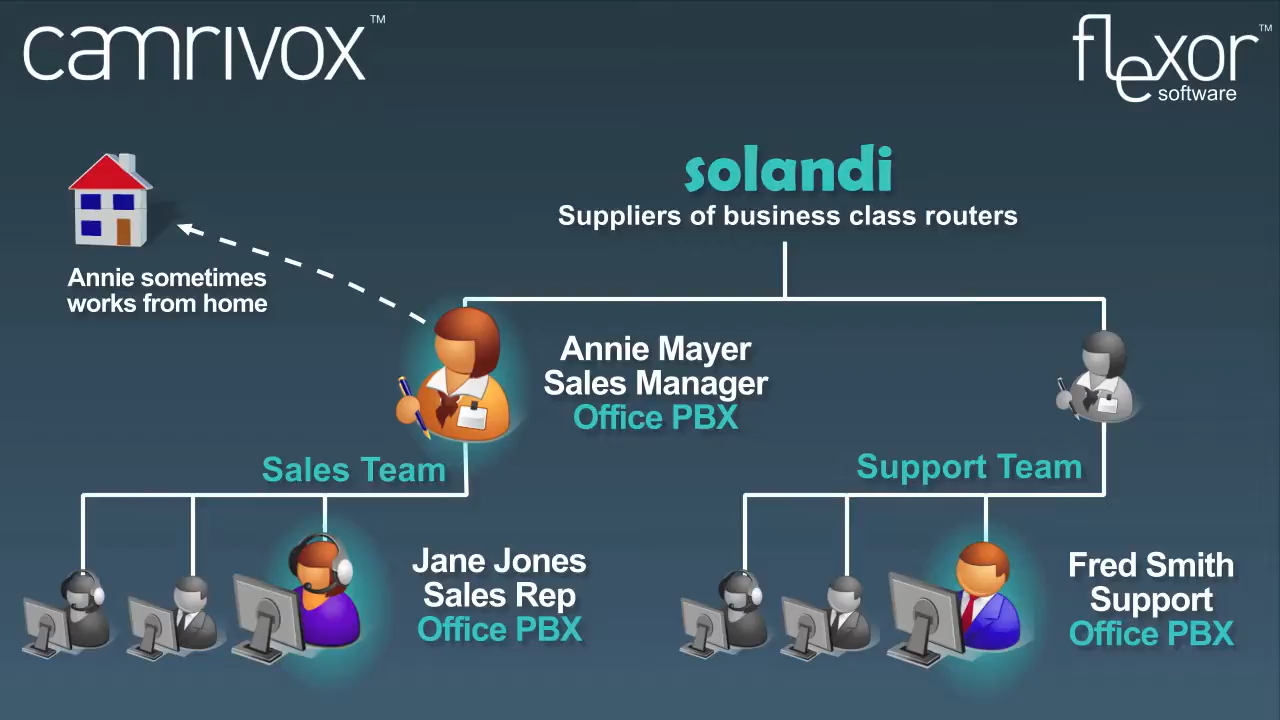 camrivox™
flexor™
software
solandi
Suppliers of business class routers
Annie sometimes
works from home
Annie Mayer
Sales Manager
Office PBX
Sales Team
Support Team
Jane Jones
Sales Rep
Office PBX
Fred Smith
Support
Office PBX